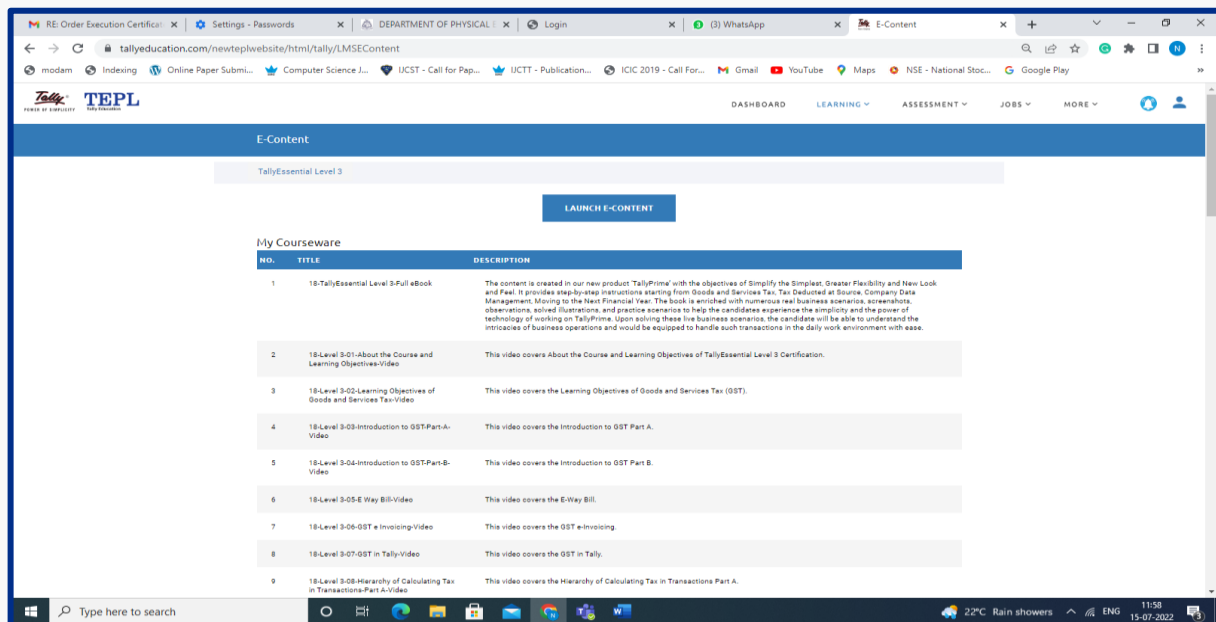 RE: Order Execution Certificat
Settings - Passwords
DEPARTMENT OF PHYSICAL E
Login
(3) WhatsApp
E-Content
tallyeducation.com/newteplwebsite/html/tally/LMSEContent
modam
Indexing
Online Paper Submi...
Computer Science J...
IJCST - Call for Pap...
IJCTT - Publication...
ICIC 2019 - Call For...
Gmail
YouTube
Maps
NSE - National Stoc...
Google Play
»
Tally
POWER OF SIMPLICITY
TEPL
Tally Education
DASHBOARD
LEARNING
ASSESSMENT
JOBS
MORE
E-Content
TallyEssential Level 3
LAUNCH E-CONTENT
My Courseware
NO. TITLE DESCRIPTION
1 18-TallyEssential Level 3-Full eBook
The content is created in our new product 'TallyPrime' with the objectives of Simplify the Simplest, Greater Flexibility and New Look
and Feel. It provides step-by-step instructions starting from Goods and Services Tax, Tax Deducted at Source, Company Data
Management, Moving to the Next Financial Year. The book is enriched with numerous real business scenarios, screenshots,
observations, solved illustrations, and practice scenarios to help the candidates experience the simplicity and the power of
technology of working on TallyPrime. Upon solving these live business scenarios, the candidate will be able to understand the
intricacies of business operations and would be equipped to handle such transactions in the daily work environment with ease.
2 18-Level 3-01-About the Course and
Learning Objectives-Video
This video covers About the Course and Learning Objectives of TallyEssential Level 3 Certification.
3 18-Level 3-02-Learning Objectives of
Goods and Services Tax-Video
This video covers the Learning Objectives of Goods and Services Tax (GST).
4 18-Level 3-03-Introduction to GST-Part-A-
Video
This video covers the Introduction to GST Part A.
5 18-Level 3-04-Introduction to GST-Part-B-
Video
This video covers the Introduction to GST Part B.
6 18-Level 3-05-E Way Bill-Video
This video covers the E-Way Bill.
7 18-Level 3-06-GST e Invoicing-Video
This video covers the GST e-Invoicing.
8 18-Level 3-07-GST in Tally-Video
This video covers the GST in Tally.
9 18-Level 3-08-Hierarchy of Calculating Tax
in Transactions-Part A-Video
This video covers the Hierarchy of Calculating Tax in Transactions Part A.
Type here to search
22°C Rain showers
ENG
11:58
15-07-2022
3